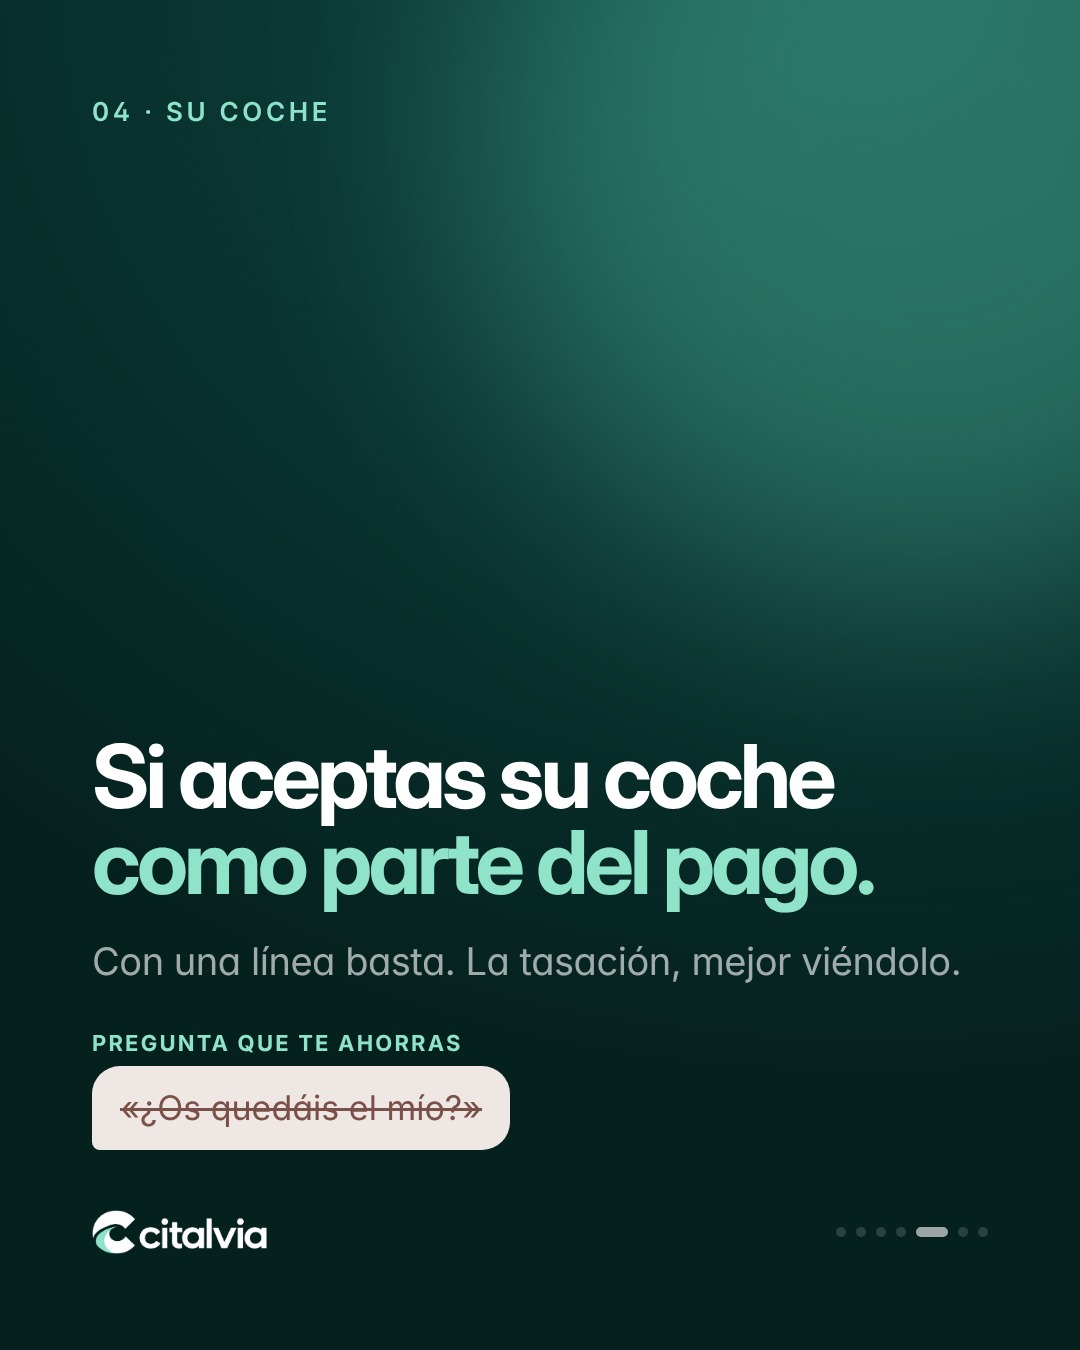 04 · SU COCHE
Si aceptas su coche
como parte del pago.
Con una línea basta. La tasación, mejor viéndolo.
PREGUNTA QUE TE AHORRAS
«¿Os quedáis el mío?»
citalvia